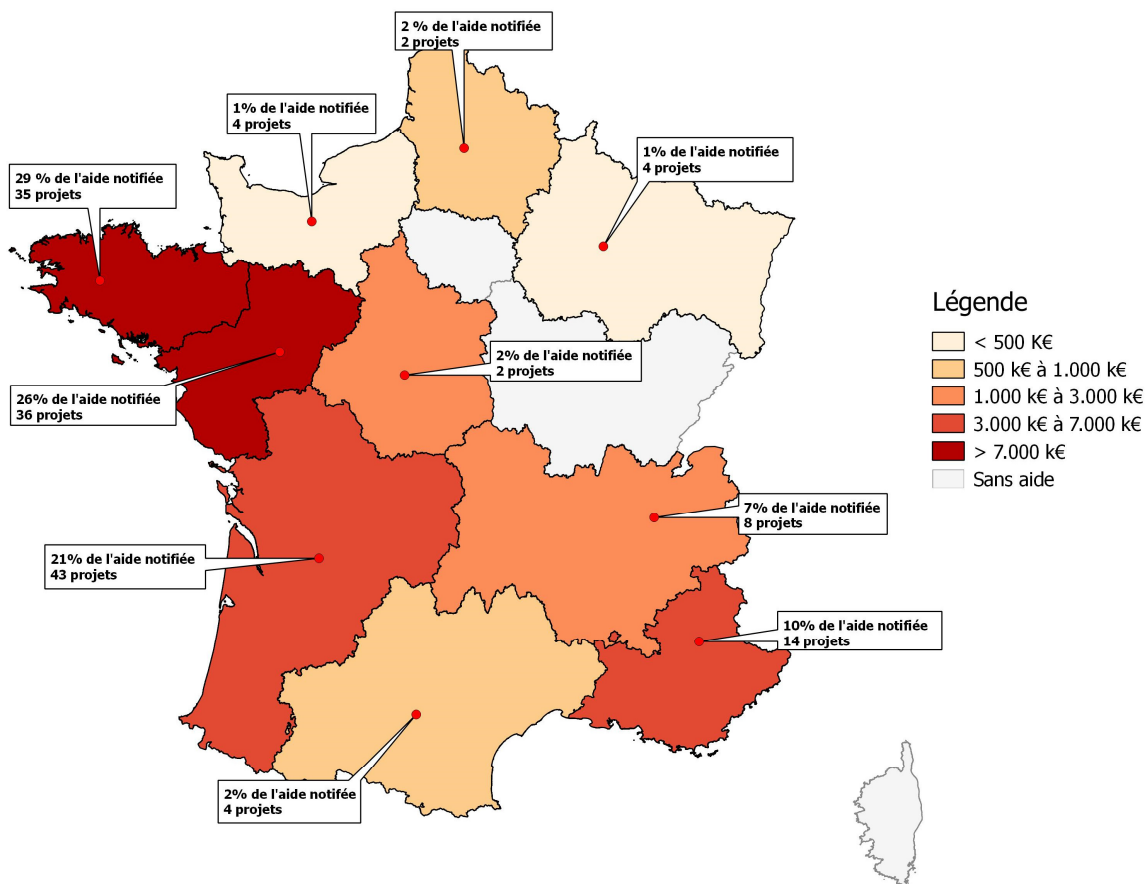 2 % de l'aide notifiée
2 projets
1% de l'aide notifiée
4 projets
1% de l'aide notifiée
4 projets
29 % de l'aide notifiée
35 projets
Légende
< 500 K€
500 k€ à 1.000 k€
1.000 k€ à 3.000 k€
3.000 k€ à 7.000 k€
> 7.000 k€
Sans aide
2% de l'aide notifiée
2 projets
26% de l'aide notifiée
36 projets
7% de l'aide notifiée
8 projets
21% de l'aide notifiée
43 projets
10% de l'aide notifiée
14 projets
2% de l'aide notifée
4 projets